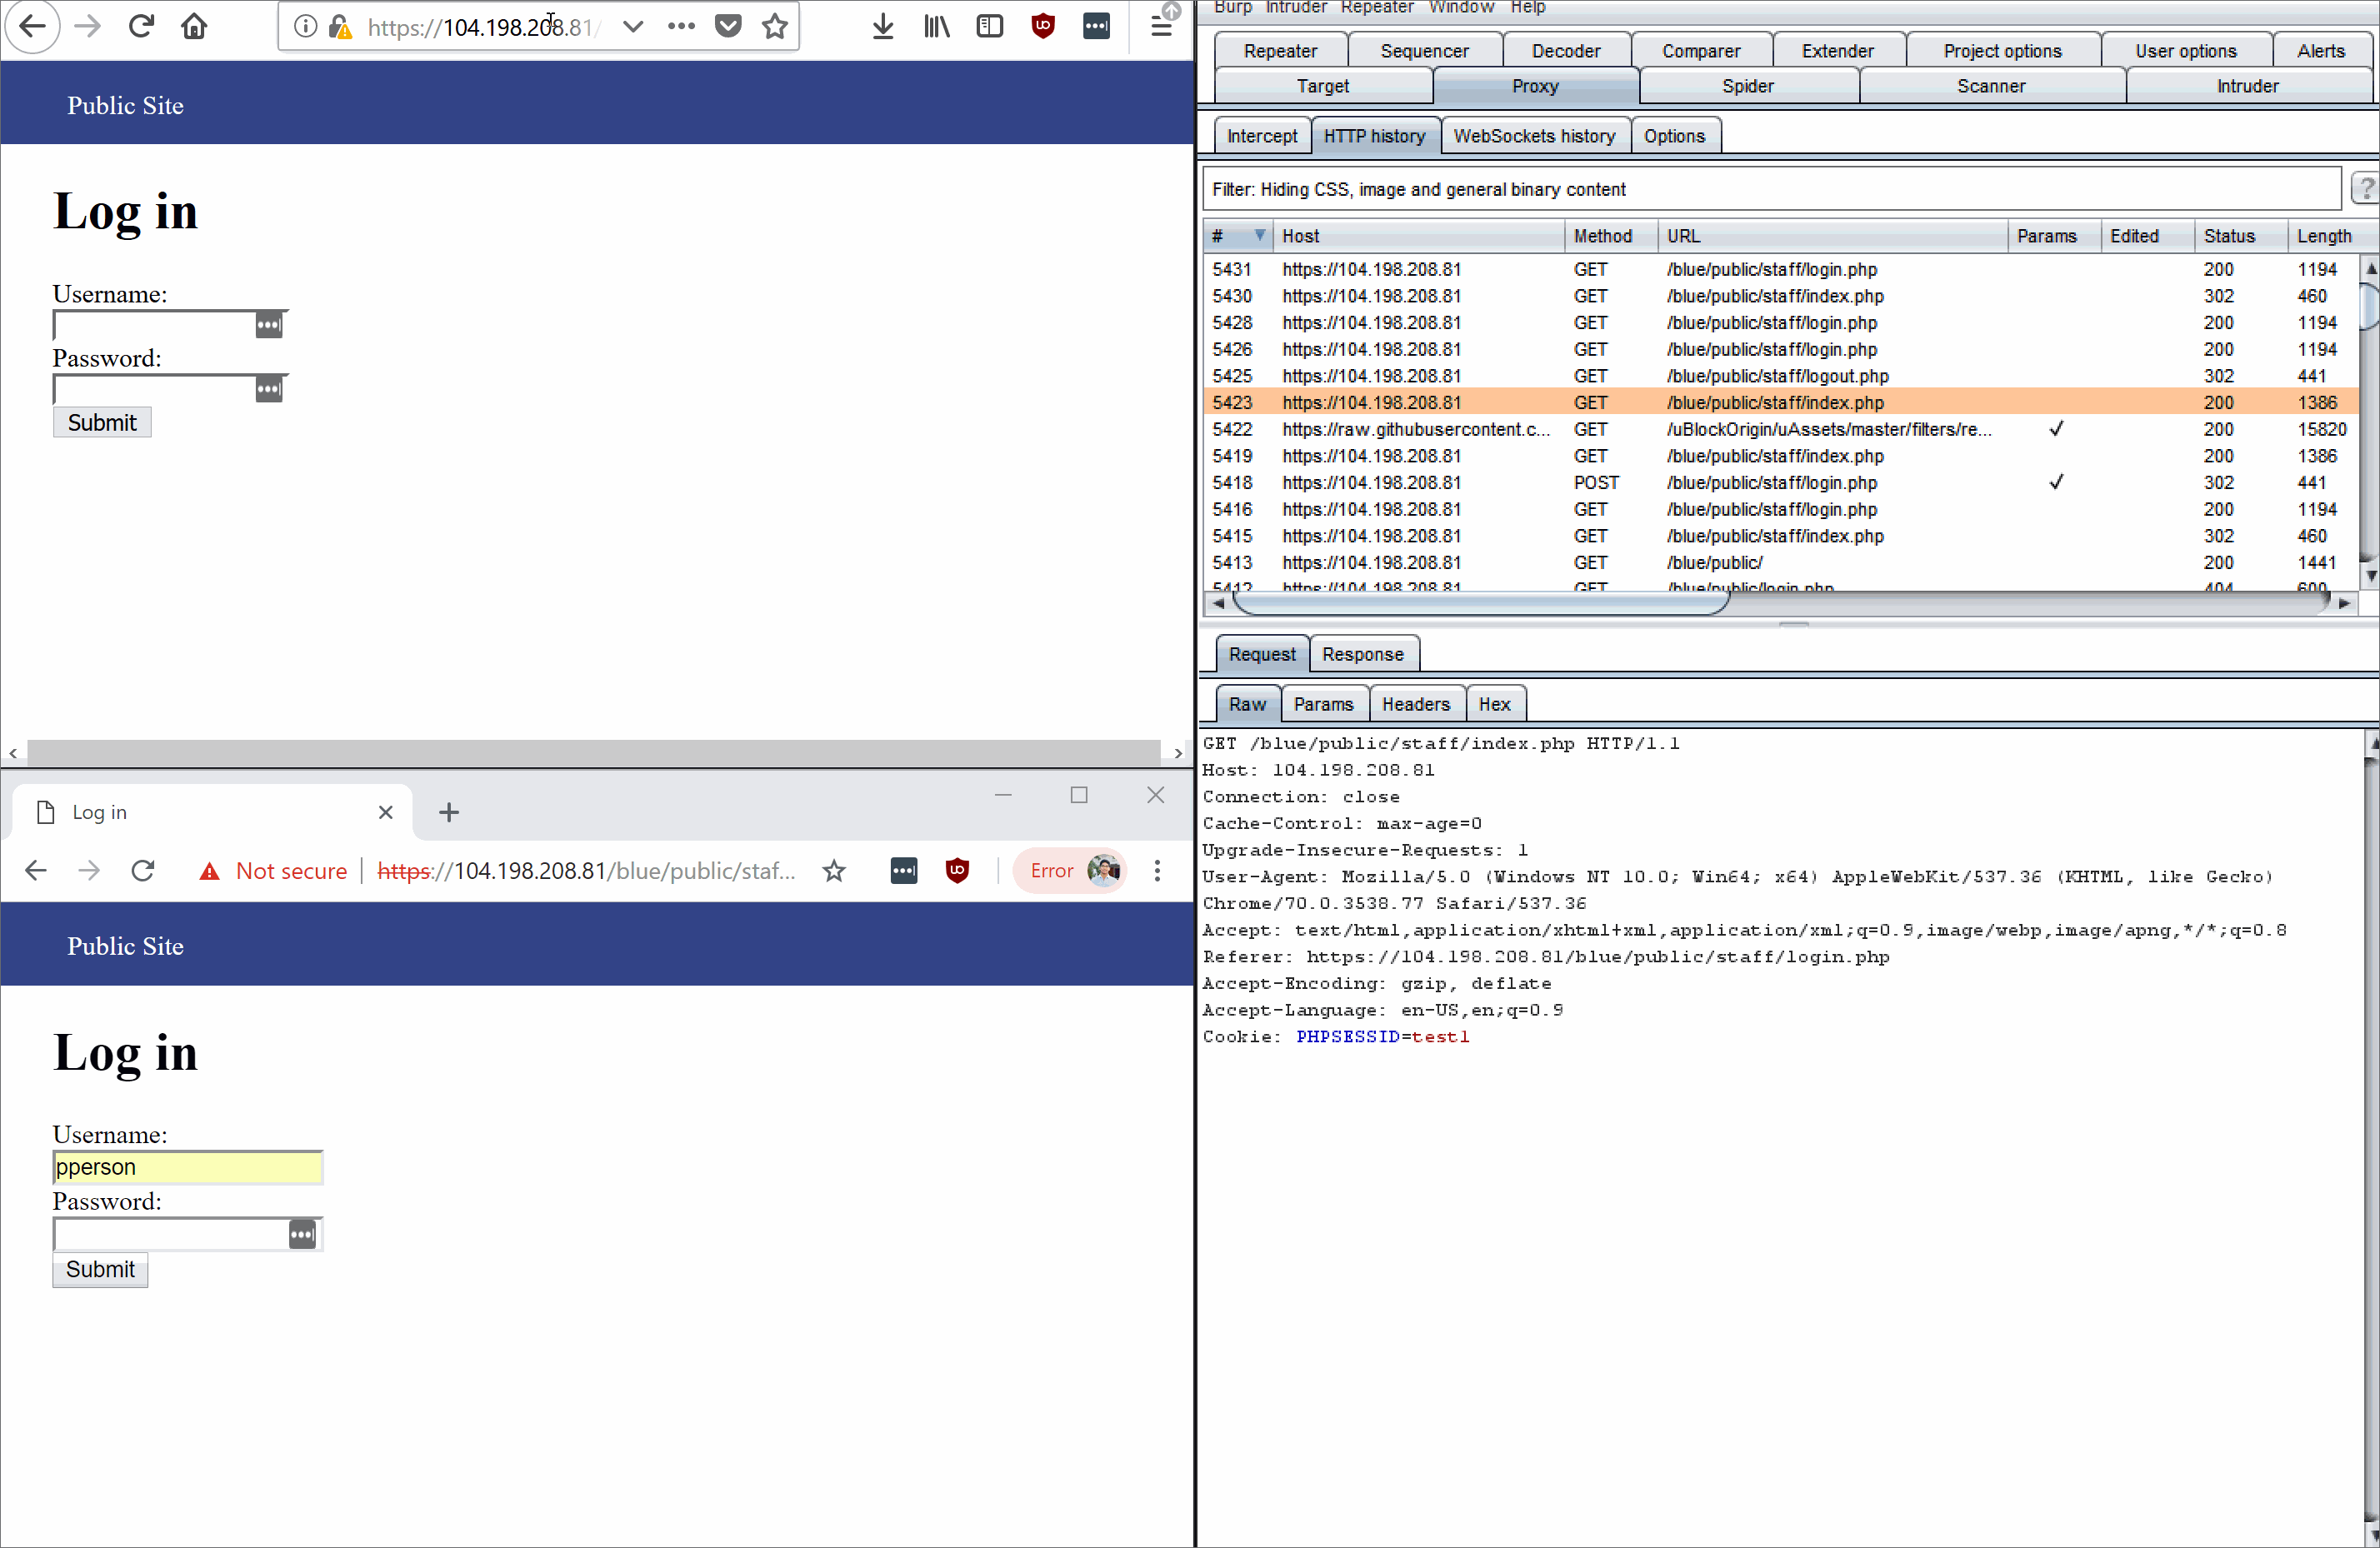 https://104.198.208.81/
Public Site
Log in
Username:
Password:
Submit
Log in
Not secure
https://104.198.208.81/blue/public/staf...
Error
Public Site
Log in
Username:
pperson
Password:
Submit
Burp Intruder Repeater Window Help
Repeater Sequencer Decoder Comparer Extender Project options User options Alerts
Target Proxy Spider Scanner Intruder
Intercept HTTP history WebSockets history Options
Filter: Hiding CSS, image and general binary content
?
# Host Method URL Params Edited Status Length
5431 https://104.198.208.81 GET /blue/public/staff/login.php 200 1194
5430 https://104.198.208.81 GET /blue/public/staff/index.php 302 460
5428 https://104.198.208.81 GET /blue/public/staff/login.php 200 1194
5426 https://104.198.208.81 GET /blue/public/staff/login.php 200 1194
5425 https://104.198.208.81 GET /blue/public/staff/logout.php 302 441
5423 https://104.198.208.81 GET /blue/public/staff/index.php 200 1386
5422 https://raw.githubusercontent.c... GET /uBlockOrigin/uAssets/master/filters/re... ✓ 200 15820
5419 https://104.198.208.81 GET /blue/public/staff/index.php 200 1386
5418 https://104.198.208.81 POST /blue/public/staff/login.php ✓ 302 441
5416 https://104.198.208.81 GET /blue/public/staff/login.php 200 1194
5415 https://104.198.208.81 GET /blue/public/staff/index.php 302 460
5413 https://104.198.208.81 GET /blue/public/ 200 1441
5412 https://104.198.208.81 GET /blue/public/login.php 404 600
Request Response
Raw Params Headers Hex
GET /blue/public/staff/index.php HTTP/1.1
Host: 104.198.208.81
Connection: close
Cache-Control: max-age=0
Upgrade-Insecure-Requests: 1
User-Agent: Mozilla/5.0 (Windows NT 10.0; Win64; x64) AppleWebKit/537.36 (KHTML, like Gecko)
Chrome/70.0.3538.77 Safari/537.36
Accept: text/html,application/xhtml+xml,application/xml;q=0.9,image/webp,image/apng,*/*;q=0.8
Referer: https://104.198.208.81/blue/public/staff/login.php
Accept-Encoding: gzip, deflate
Accept-Language: en-US,en;q=0.9
Cookie: PHPSESSID=test1